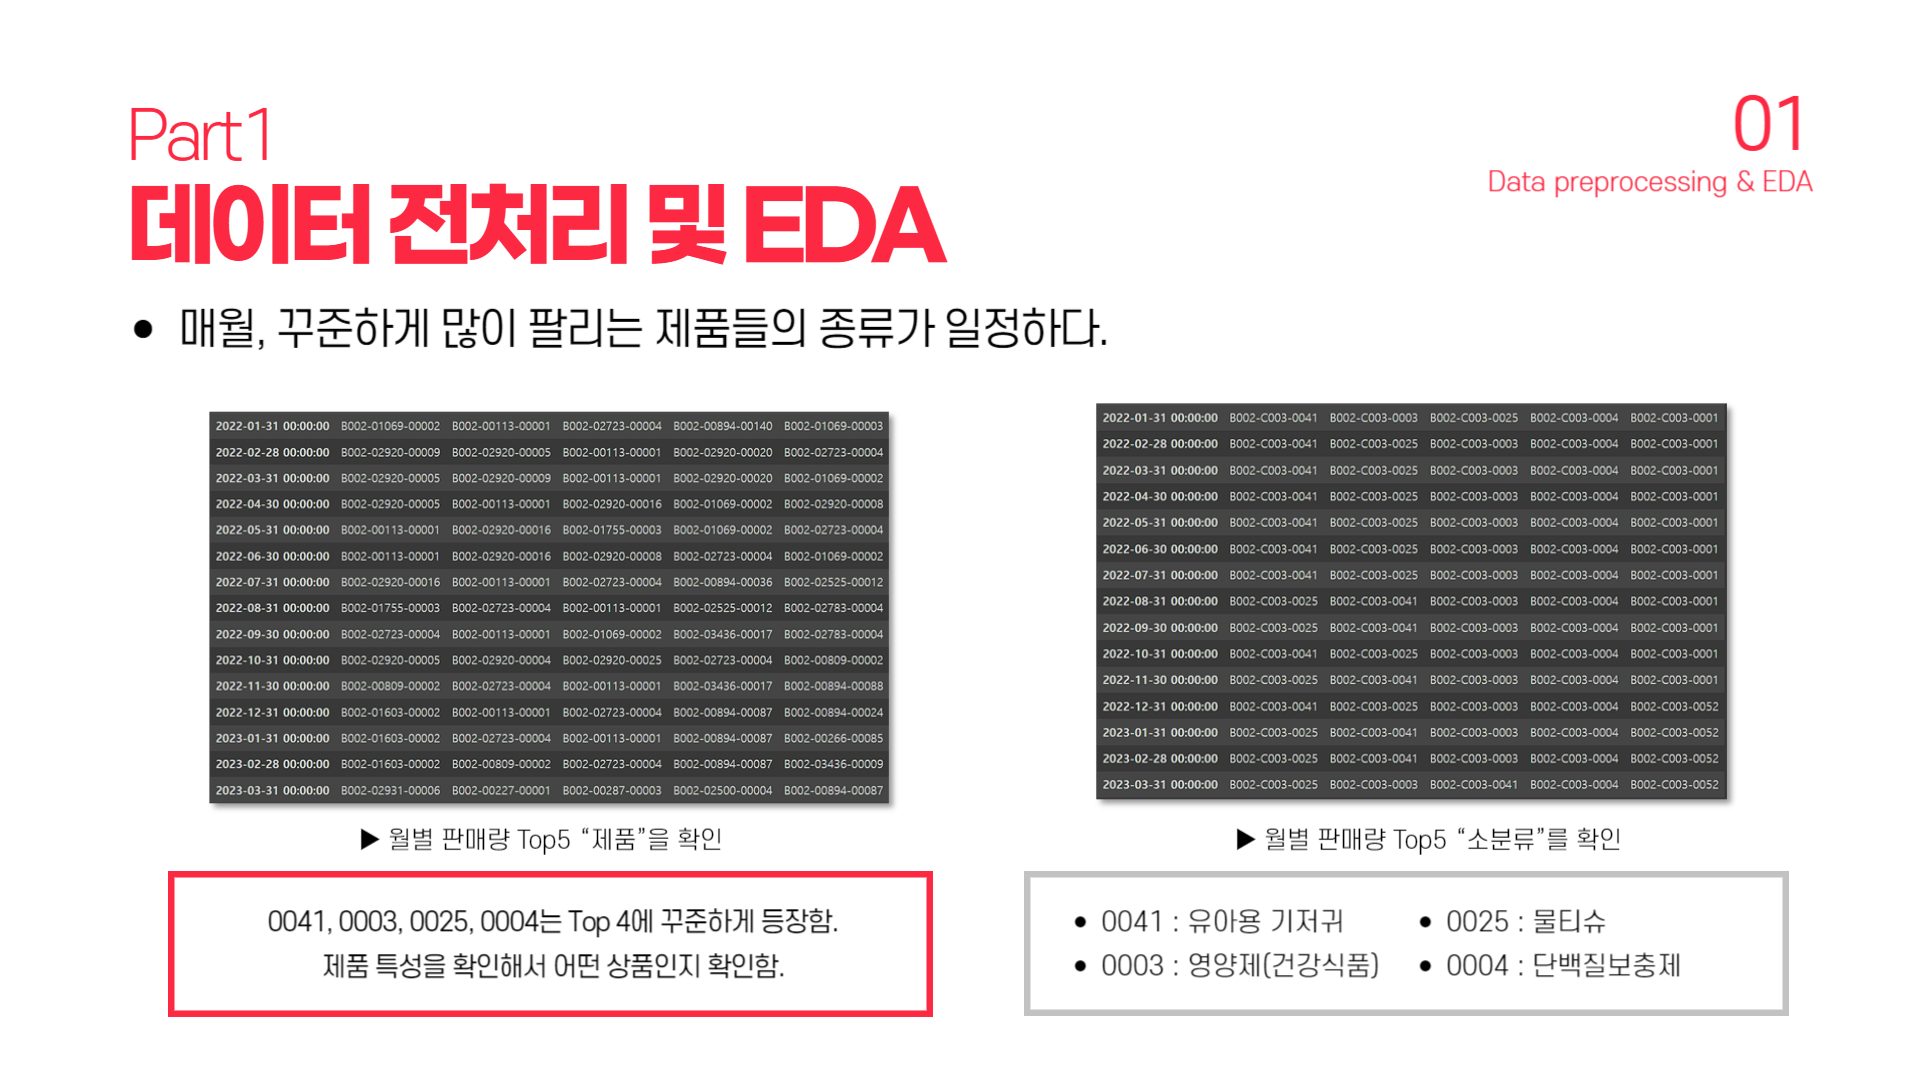 Part1
01
Data preprocessing & EDA
데이터 전처리 및 EDA
● 매월, 꾸준하게 많이 팔리는 제품들의 종류가 일정하다.
2022-01-31 00:00:00 B002-01069-00002 B002-00113-00001 B002-02723-00004 B002-00894-00140 B002-01069-00003
2022-02-28 00:00:00 B002-02920-00009 B002-02920-00005 B002-00113-00001 B002-02920-00020 B002-02723-00004
2022-03-31 00:00:00 B002-02920-00005 B002-02920-00009 B002-00113-00001 B002-02920-00020 B002-01069-00002
2022-04-30 00:00:00 B002-02920-00005 B002-00113-00001 B002-02920-00016 B002-01069-00002 B002-02920-00008
2022-05-31 00:00:00 B002-00113-00001 B002-02920-00016 B002-01755-00003 B002-01069-00002 B002-02723-00004
2022-06-30 00:00:00 B002-00113-00001 B002-02920-00016 B002-02920-00008 B002-02723-00004 B002-01069-00002
2022-07-31 00:00:00 B002-02920-00016 B002-00113-00001 B002-02723-00004 B002-00894-00036 B002-02525-00012
2022-08-31 00:00:00 B002-01755-00003 B002-02723-00004 B002-00113-00001 B002-02525-00012 B002-02783-00004
2022-09-30 00:00:00 B002-02723-00004 B002-00113-00001 B002-01069-00002 B002-03436-00017 B002-02783-00004
2022-10-31 00:00:00 B002-02920-00005 B002-02920-00004 B002-02920-00025 B002-02723-00004 B002-00809-00002
2022-11-30 00:00:00 B002-00809-00002 B002-02723-00004 B002-00113-00001 B002-03436-00017 B002-00894-00088
2022-12-31 00:00:00 B002-01603-00002 B002-00113-00001 B002-02723-00004 B002-00894-00087 B002-00894-00024
2023-01-31 00:00:00 B002-01603-00002 B002-02723-00004 B002-00113-00001 B002-00894-00087 B002-00266-00085
2023-02-28 00:00:00 B002-01603-00002 B002-00809-00002 B002-02723-00004 B002-00894-00087 B002-03436-00009
2023-03-31 00:00:00 B002-02931-00006 B002-00227-00001 B002-00287-00003 B002-02500-00004 B002-00894-00087
▶ 월별 판매량 Top5 “제품”을 확인
0041, 0003, 0025, 0004는 Top 4에 꾸준하게 등장함.
제품 특성을 확인해서 어떤 상품인지 확인함.
2022-01-31 00:00:00 B002-C003-0041 B002-C003-0003 B002-C003-0025 B002-C003-0004 B002-C003-0001
2022-02-28 00:00:00 B002-C003-0041 B002-C003-0025 B002-C003-0003 B002-C003-0004 B002-C003-0001
2022-03-31 00:00:00 B002-C003-0041 B002-C003-0025 B002-C003-0003 B002-C003-0004 B002-C003-0001
2022-04-30 00:00:00 B002-C003-0041 B002-C003-0025 B002-C003-0003 B002-C003-0004 B002-C003-0001
2022-05-31 00:00:00 B002-C003-0041 B002-C003-0025 B002-C003-0003 B002-C003-0004 B002-C003-0001
2022-06-30 00:00:00 B002-C003-0041 B002-C003-0025 B002-C003-0003 B002-C003-0004 B002-C003-0001
2022-07-31 00:00:00 B002-C003-0041 B002-C003-0025 B002-C003-0003 B002-C003-0004 B002-C003-0001
2022-08-31 00:00:00 B002-C003-0025 B002-C003-0041 B002-C003-0003 B002-C003-0004 B002-C003-0001
2022-09-30 00:00:00 B002-C003-0025 B002-C003-0041 B002-C003-0003 B002-C003-0004 B002-C003-0001
2022-10-31 00:00:00 B002-C003-0041 B002-C003-0025 B002-C003-0003 B002-C003-0004 B002-C003-0001
2022-11-30 00:00:00 B002-C003-0025 B002-C003-0041 B002-C003-0003 B002-C003-0004 B002-C003-0001
2022-12-31 00:00:00 B002-C003-0041 B002-C003-0025 B002-C003-0003 B002-C003-0004 B002-C003-0052
2023-01-31 00:00:00 B002-C003-0025 B002-C003-0041 B002-C003-0003 B002-C003-0004 B002-C003-0052
2023-02-28 00:00:00 B002-C003-0025 B002-C003-0041 B002-C003-0003 B002-C003-0004 B002-C003-0052
2023-03-31 00:00:00 B002-C003-0025 B002-C003-0003 B002-C003-0041 B002-C003-0004 B002-C003-0052
▶ 월별 판매량 Top5 “소분류”를 확인
● 0041 : 유아용 기저귀
● 0003 : 영양제(건강식품)
● 0025 : 물티슈
● 0004 : 단백질보충제